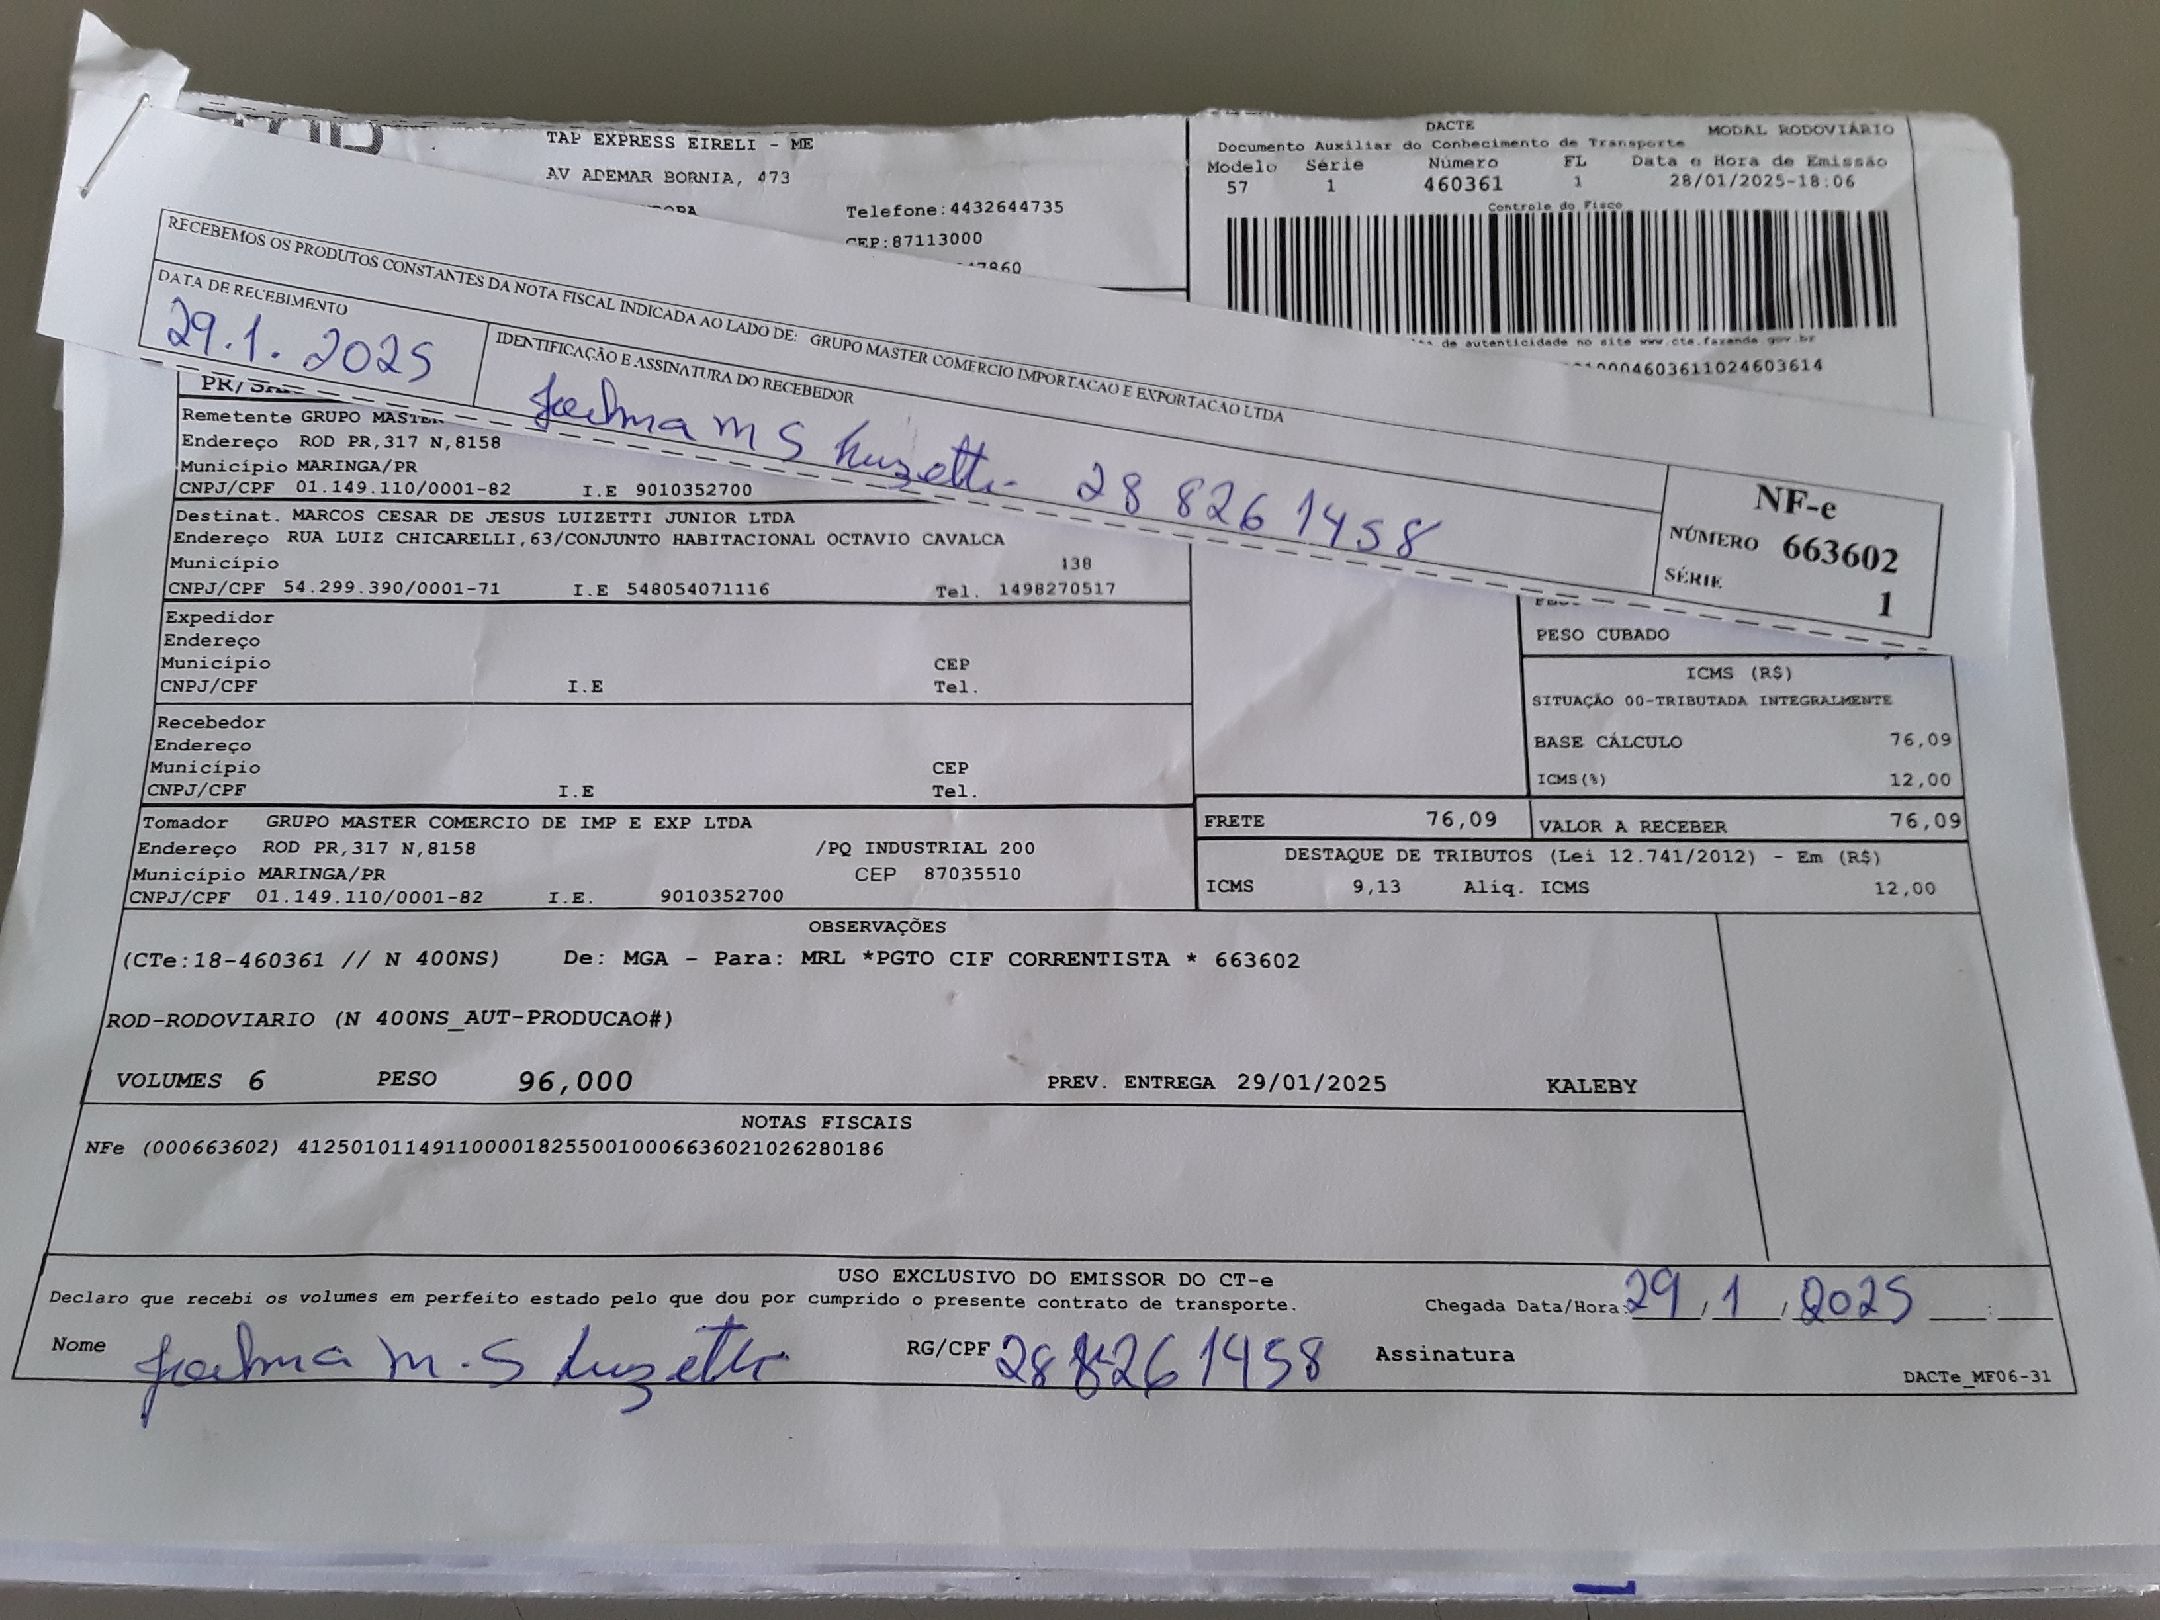 TAP EXPRESS EIRELI - ME
AV ADEMAR BORNIA, 473
Telefone:4432644735
CEP:87113000
DACTE
MODAL RODOVIÁRIO
Documento Auxiliar do Conhecimento de Transporte
Modelo Série Número FL Data e Hora de Emissão
57 1 460361 1 28/01/2025-18:06
Controle do Fisco
de autenticidade no site www.cte.fazenda.gov.br
0004603611024603614
RECEBEMOS OS PRODUTOS CONSTANTES DA NOTA FISCAL INDICADA AO LADO DE: GRUPO MASTER COMERCIO IMPORTACAO E EXPORTACAO LTDA
DATA DE RECEBIMENTO
29.1.2025
IDENTIFICAÇÃO E ASSINATURA DO RECEBEDOR
M S 28 8261458
NF-e
NÚMERO 663602
SÉRIE
1
Remetente GRUPO MASTER
Endereço ROD PR,317 N,8158
Município MARINGA/PR
CNPJ/CPF 01.149.110/0001-82 I.E 9010352700
Destinat. MARCOS CESAR DE JESUS LUIZETTI JUNIOR LTDA
Endereço RUA LUIZ CHICARELLI,63/CONJUNTO HABITACIONAL OCTAVIO CAVALCA
Município 138
CNPJ/CPF 54.299.390/0001-71 I.E 548054071116 Tel. 1498270517
Expedidor
Endereço
Município CEP
CNPJ/CPF I.E Tel.
Recebedor
Endereço
Município CEP
CNPJ/CPF I.E Tel.
Tomador GRUPO MASTER COMERCIO DE IMP E EXP LTDA
Endereço ROD PR,317 N,8158 /PQ INDUSTRIAL 200
Município MARINGA/PR CEP 87035510
CNPJ/CPF 01.149.110/0001-82 I.E. 9010352700
PESO CUBADO
ICMS (R$)
SITUAÇÃO 00-TRIBUTADA INTEGRALMENTE
BASE CÁLCULO 76,09
ICMS(%) 12,00
FRETE 76,09 VALOR A RECEBER 76,09
DESTAQUE DE TRIBUTOS (Lei 12.741/2012) - Em (R$)
ICMS 9,13 Aliq. ICMS 12,00
OBSERVAÇÕES
(CTe:18-460361 // N 400NS) De: MGA - Para: MRL *PGTO CIF CORRENTISTA * 663602
ROD-RODOVIARIO (N 400NS_AUT-PRODUCAO#)
VOLUMES 6 PESO 96,000 PREV. ENTREGA 29/01/2025 KALEBY
NOTAS FISCAIS
NFe (000663602) 41250101149110000182550010006636021026280186
USO EXCLUSIVO DO EMISSOR DO CT-e
Declaro que recebi os volumes em perfeito estado pelo que dou por cumprido o presente contrato de transporte.
Chegada Data/Hora: 29/1/2025 __:__
Nome M.S RG/CPF 288261458 Assinatura
DACTe_MF06-31